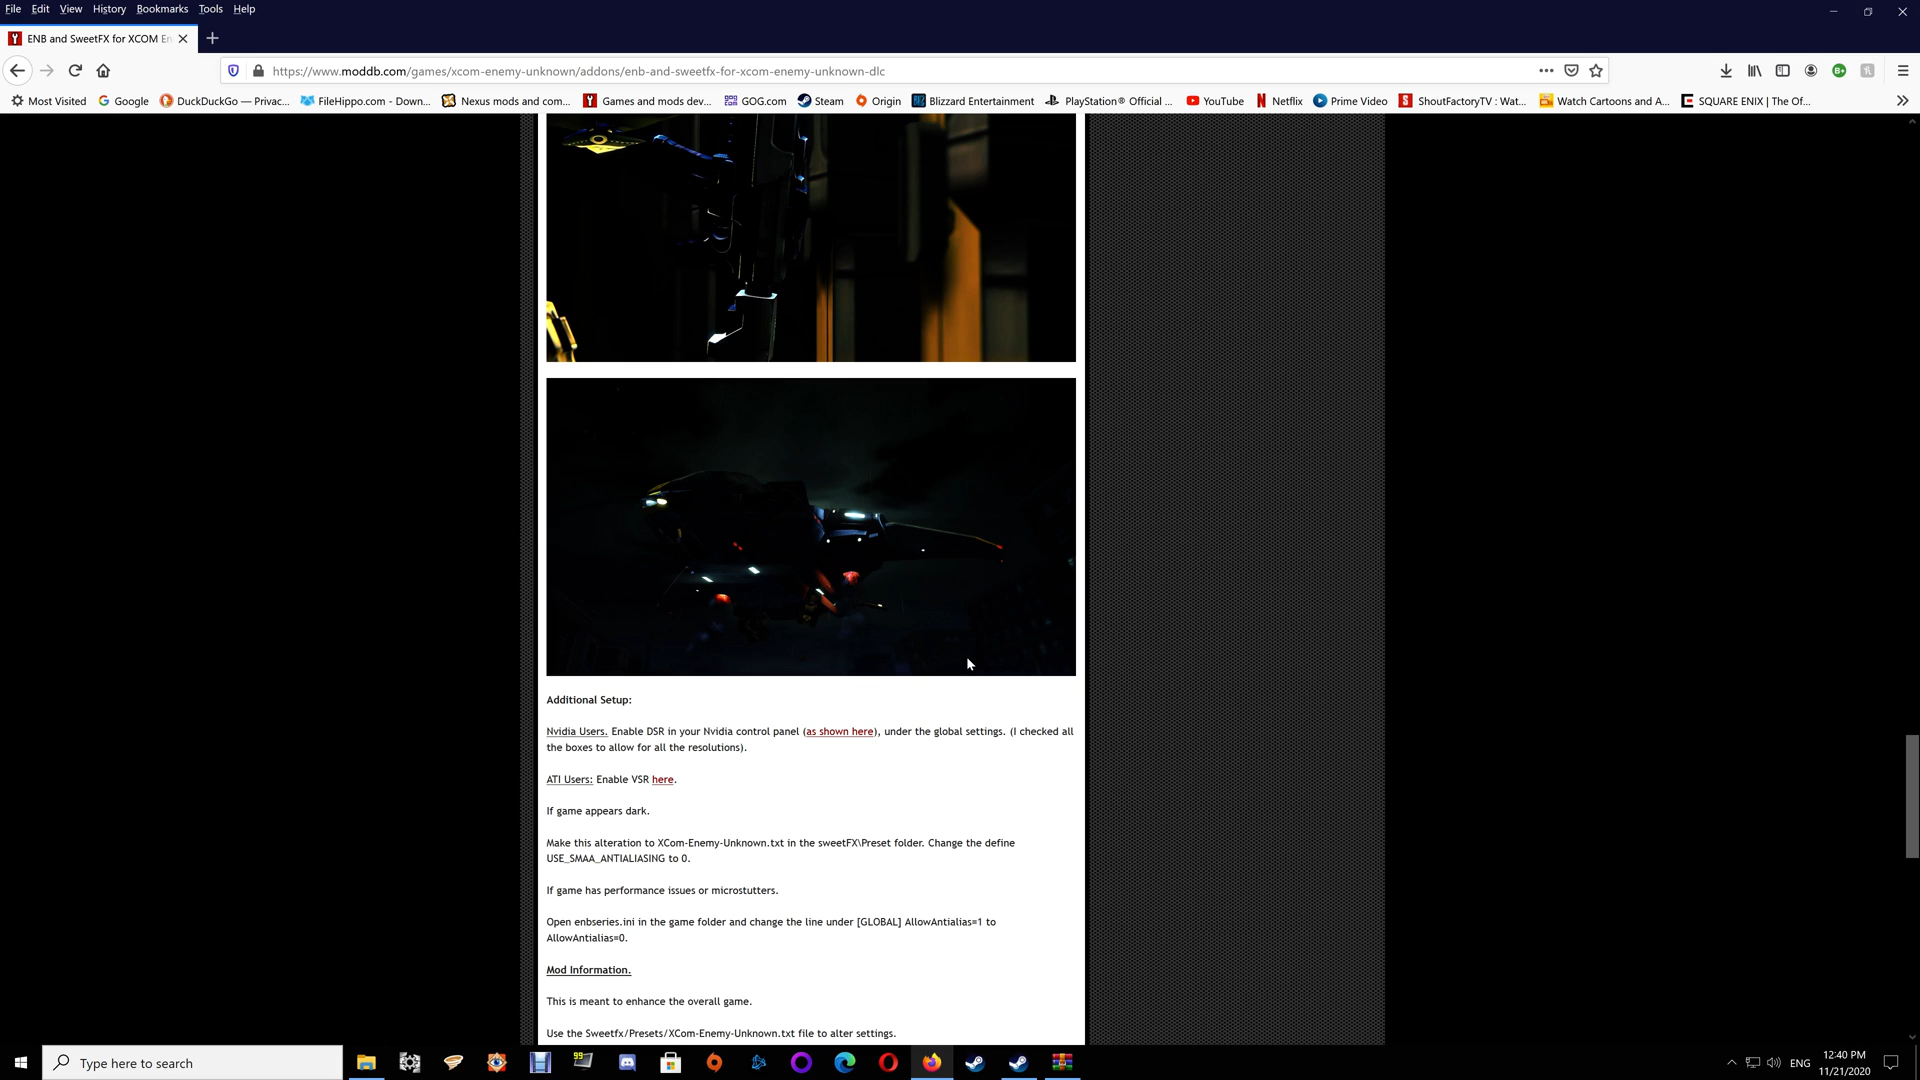 File Edit View History Bookmarks Tools Help
ENB and SweetFX for XCOM En
https://www.moddb.com/games/xcom-enemy-unknown/addons/enb-and-sweetfx-for-xcom-enemy-unknown-dlc
Most Visited Google DuckDuckGo — Privac... FileHippo.com - Down... Nexus mods and com... Games and mods dev... GOG.com Steam Origin Blizzard Entertainment PlayStation® Official ... YouTube Netflix Prime Video ShoutFactoryTV : Wat... Watch Cartoons and A... SQUARE ENIX | The Of...
Additional Setup:
Nvidia Users. Enable DSR in your Nvidia control panel (as shown here), under the global settings. (I checked all
the boxes to allow for all the resolutions).
ATI Users: Enable VSR here.
If game appears dark.
Make this alteration to XCom-Enemy-Unknown.txt in the sweetFX\Preset folder. Change the define
USE_SMAA_ANTIALIASING to 0.
If game has performance issues or microstutters.
Open enbseries.ini in the game folder and change the line under [GLOBAL] AllowAntialias=1 to
AllowAntialias=0.
Mod Information.
This is meant to enhance the overall game.
Use the Sweetfx/Presets/XCom-Enemy-Unknown.txt file to alter settings.
Type here to search
99
ENG
12:40 PM
11/21/2020